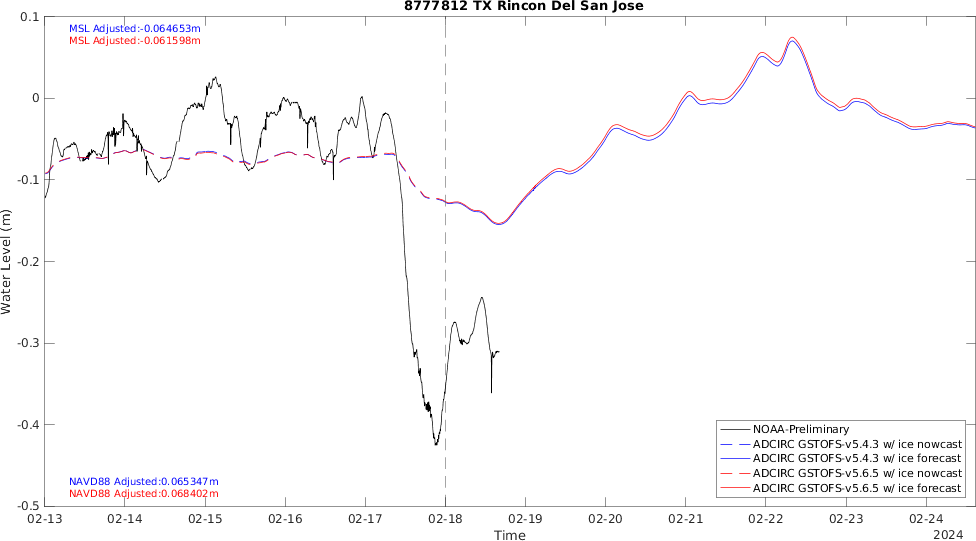 8777812 TX Rincon Del San Jose
MSL Adjusted:-0.064653m
MSL Adjusted:-0.061598m
0.1
0
-0.1
-0.2
-0.3
-0.4
-0.5
Water Level (m)
NAVD88 Adjusted:0.065347m
NAVD88 Adjusted:0.068402m
NOAA-Preliminary
ADCIRC GSTOFS-v5.4.3 w/ ice nowcast
ADCIRC GSTOFS-v5.4.3 w/ ice forecast
ADCIRC GSTOFS-v5.6.5 w/ ice nowcast
ADCIRC GSTOFS-v5.6.5 w/ ice forecast
02-13 02-14 02-15 02-16 02-17 02-18 02-19 02-20 02-21 02-22 02-23 02-24
Time
2024